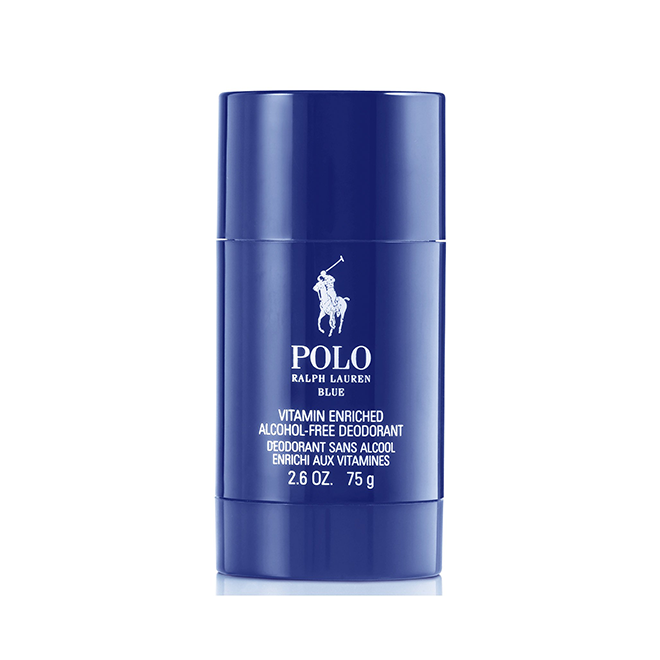 POLO
RALPH LAUREN
BLUE
VITAMIN ENRICHED
ALCOHOL-FREE DEODORANT
DEODORANT SANS ALCOOL
ENRICHI AUX VITAMINES
2.6 OZ. 75 g